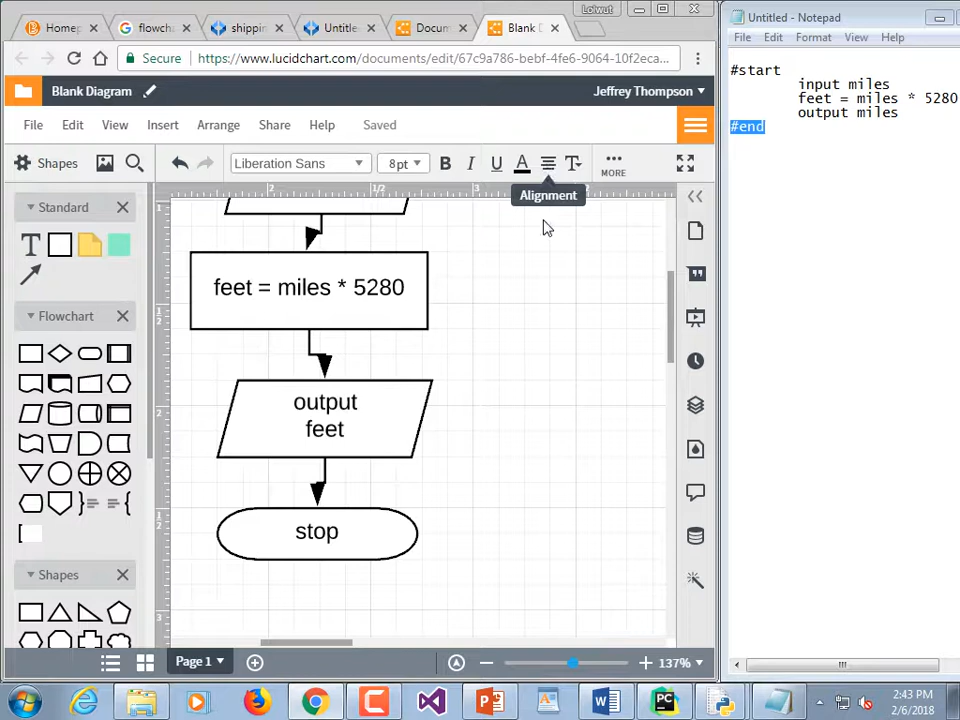 Lolwut
Homep
flowch
shippin
Untitle
Docum
Blank
Secure
https://www.lucidchart.com/documents/edit/67c9a786-bebf-4fe6-9064-10f2eca...
Blank Diagram
Jeffrey Thompson
File Edit View Insert Arrange Share Help Saved
Shapes
Liberation Sans
8pt
B I U A T
MORE
Alignment
Standard
T
Flowchart
Shapes
feet = miles * 5280
output
feet
stop
Page 1
137%
Untitled - Notepad
File Edit Format View Help
#start
input miles
feet = miles * 5280
output miles
#end
2:43 PM
2/6/2018